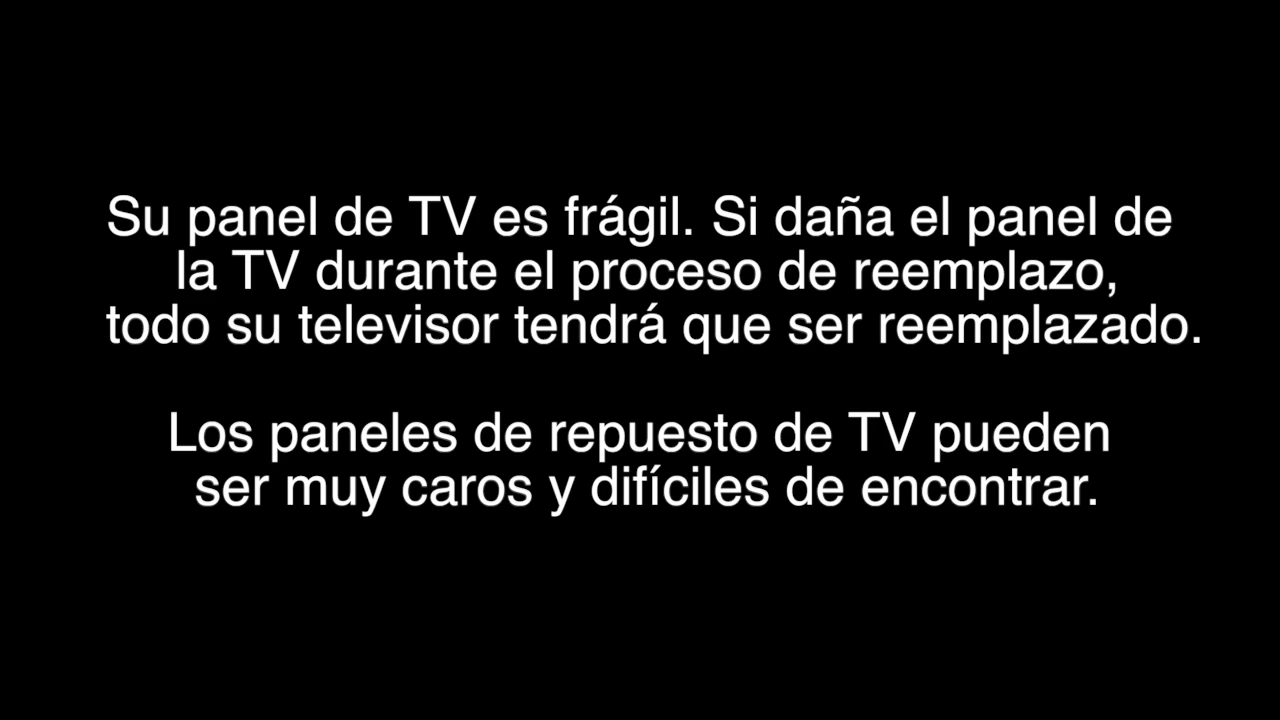 Su panel de TV es frágil. Si daña el panel de
la TV durante el proceso de reemplazo,
todo su televisor tendrá que ser reemplazado.
Los paneles de repuesto de TV pueden
ser muy caros y difíciles de encontrar.